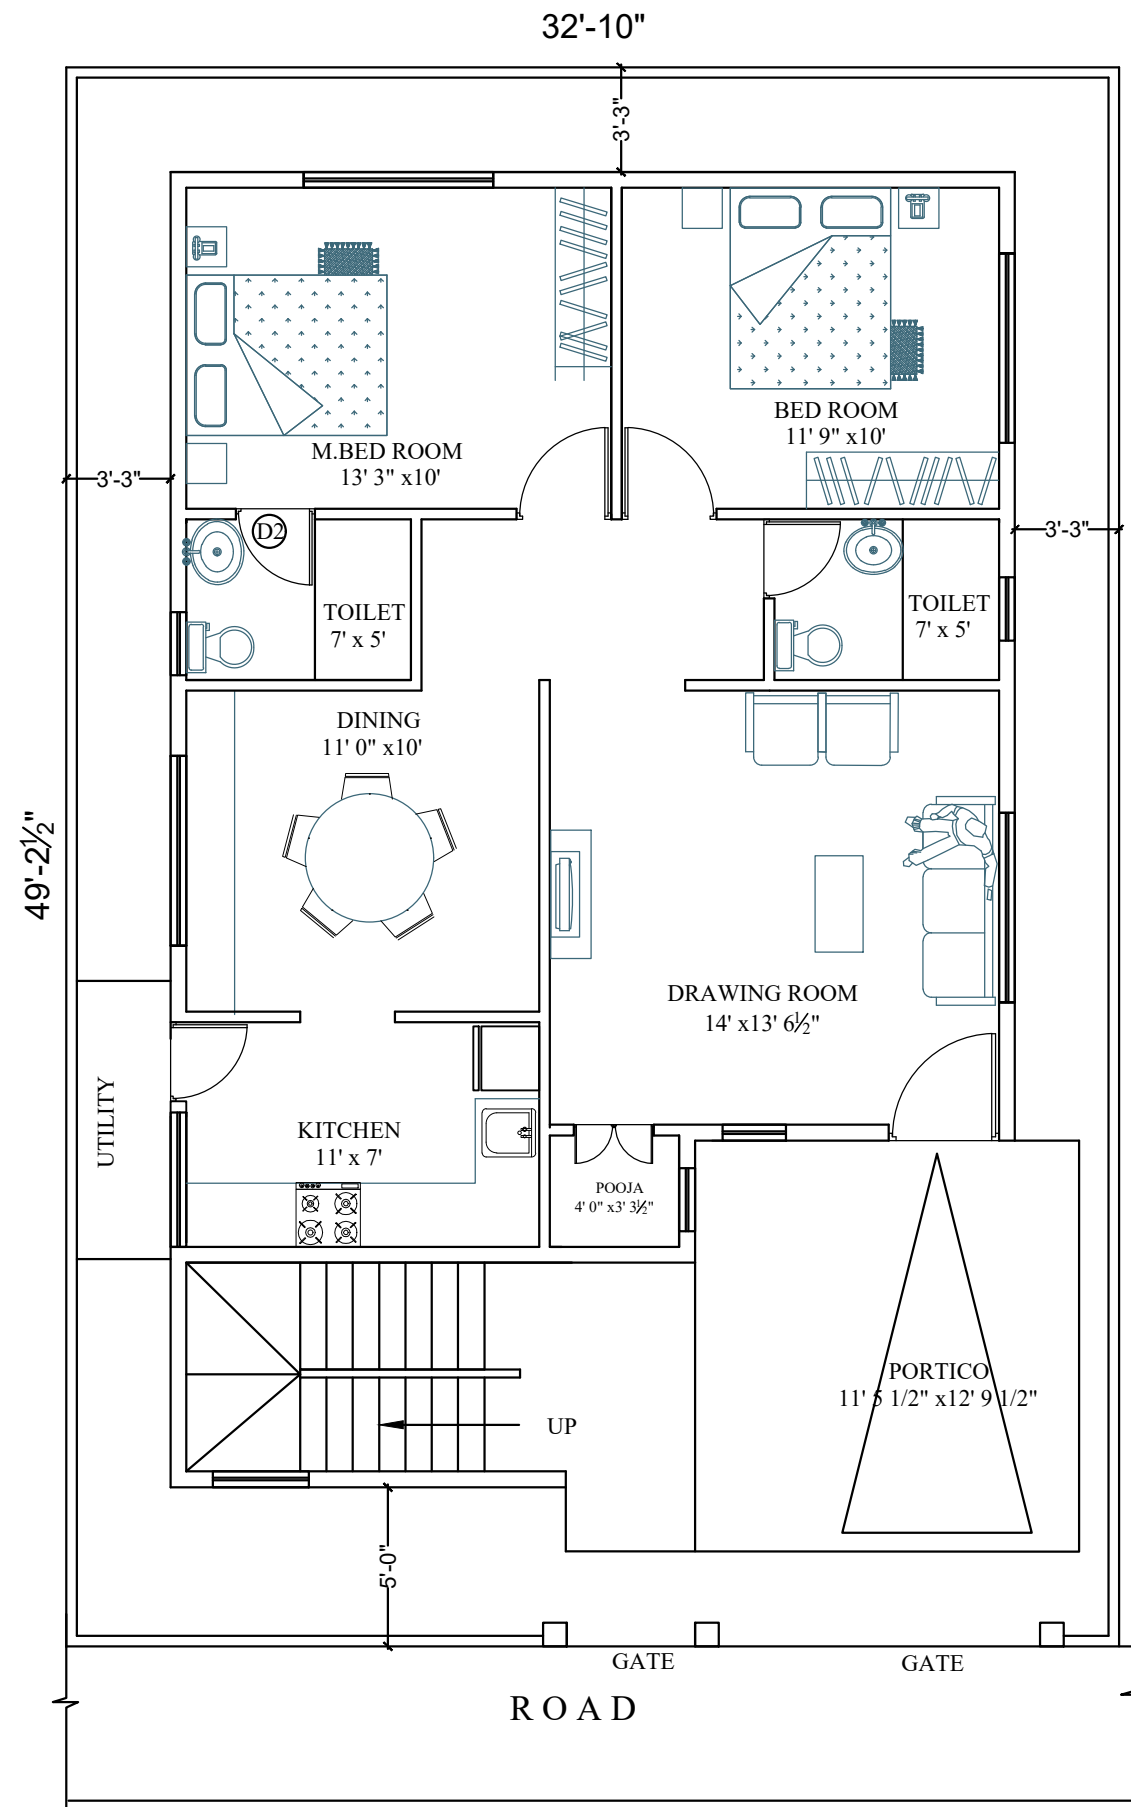 32'-10"
3'-3"
BED ROOM
11' 9" x10'
M.BED ROOM
13' 3" x10'
3'-3"
3'-3"
D2
TOILET
7' x 5'
TOILET
7' x 5'
DINING
11' 0" x10'
49'-2½"
DRAWING ROOM
14' x13' 6½"
UTILITY
KITCHEN
11' x 7'
POOJA
4' 0" x3' 3½"
PORTICO
11' 5 1/2" x12' 9 1/2"
UP
5'-0"
GATE
GATE
ROAD